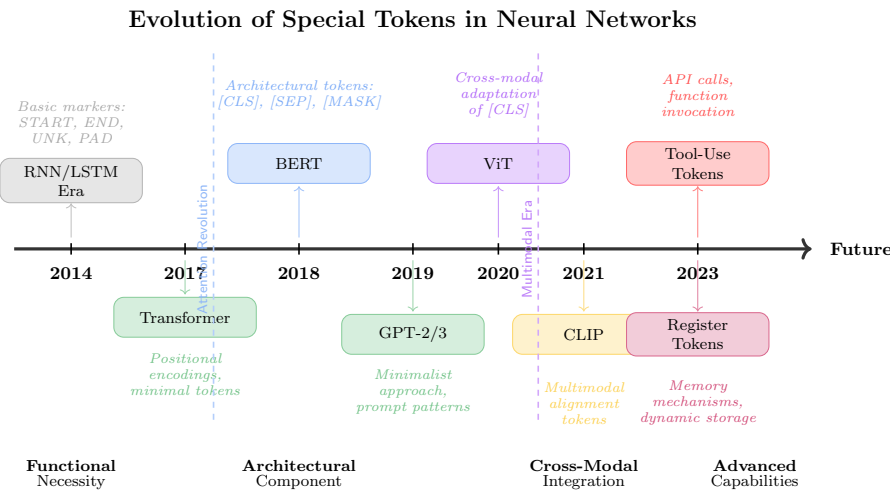 Evolution of Special Tokens in Neural Networks
Basic markers:
START, END,
UNK, PAD
Architectural tokens:
[CLS], [SEP], [MASK]
Cross-modal
adaptation
of [CLS]
API calls,
function
invocation
RNN/LSTM
Era
BERT
ViT
Tool-Use
Tokens
Attention Revolution
Multimodal Era
Future
2014
2017
2018
2019
2020
2021
2023
Transformer
GPT-2/3
CLIP
Register
Tokens
Positional
encodings,
minimal tokens
Minimalist
approach,
prompt patterns
Multimodal
alignment
tokens
Memory
mechanisms,
dynamic storage
Functional
Necessity
Architectural
Component
Cross-Modal
Integration
Advanced
Capabilities